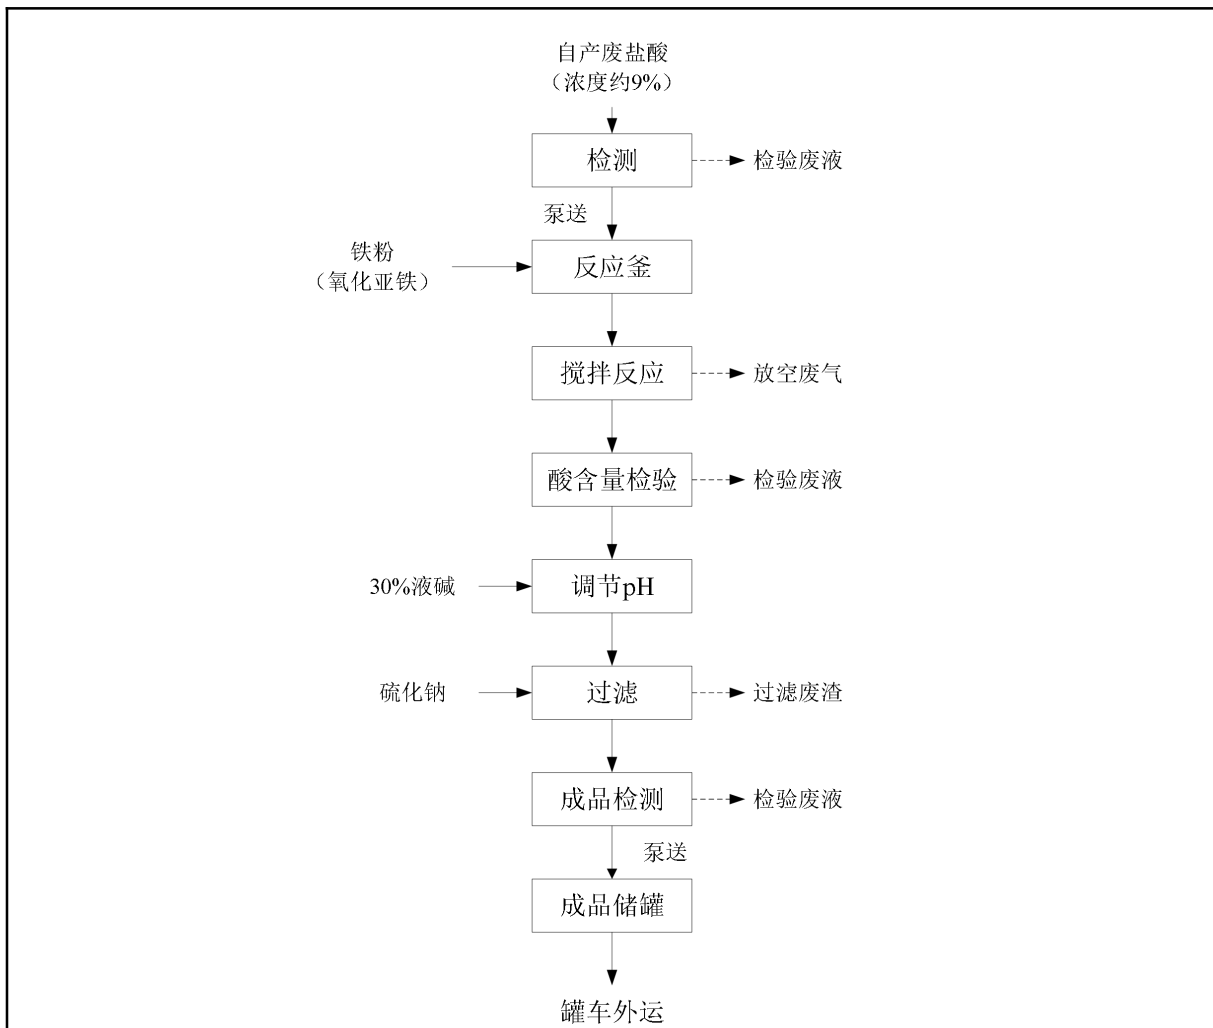 自产废盐酸
（浓度约9%）
检测
检验废液
泵送
铁粉
（氧化亚铁）
反应釜
搅拌反应
放空废气
酸含量检验
检验废液
30%液碱
调节pH
硫化钠
过滤
过滤废渣
成品检测
检验废液
泵送
成品储罐
罐车外运